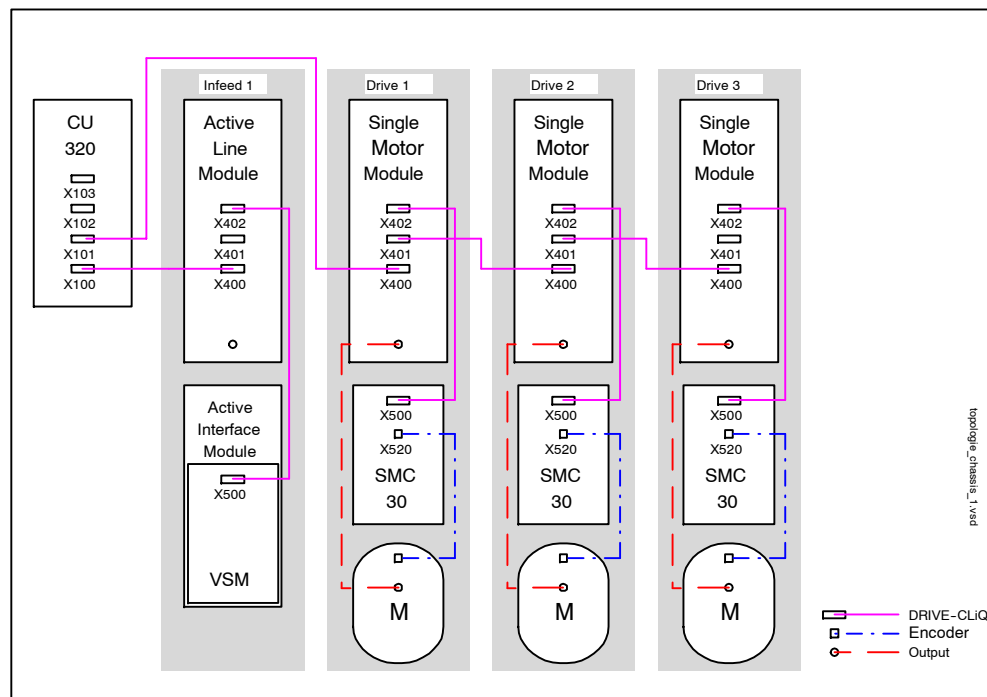 Infeed 1
Drive 1
Drive 2
Drive 3
CU
320
X103
X102
X101
X100
Active
Line
Module
X402
X401
X400
Active
Interface
Module
X500
VSM
Single
Motor
Module
X402
X401
X400
X500
X520
SMC
30
M
Single
Motor
Module
X402
X401
X400
X500
X520
SMC
30
M
Single
Motor
Module
X402
X401
X400
X500
X520
SMC
30
M
topologie_chassis_1.vsd
DRIVE-CLiQ
Encoder
Output